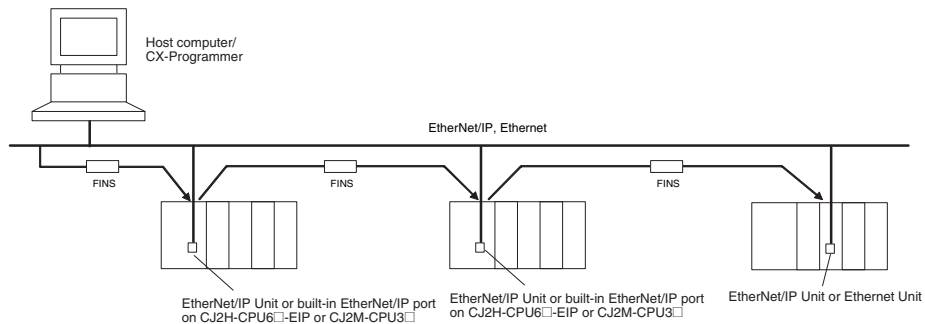 Host computer/
CX-Programmer
EtherNet/IP, Ethernet
FINS
FINS
FINS
EtherNet/IP Unit or built-in EtherNet/IP port
on CJ2H-CPU6□-EIP or CJ2M-CPU3□
EtherNet/IP Unit or built-in EtherNet/IP port
on CJ2H-CPU6□-EIP or CJ2M-CPU3□
EtherNet/IP Unit or Ethernet Unit